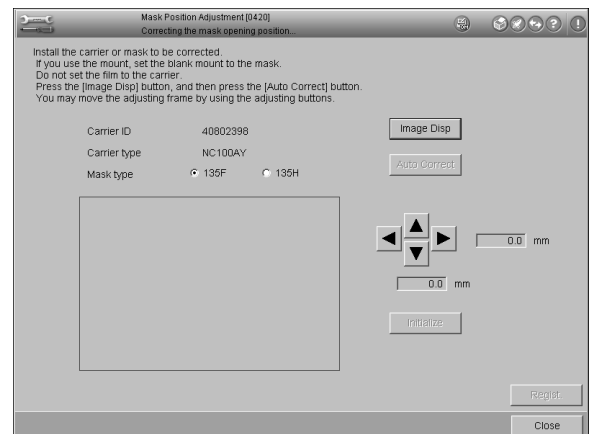 Mask Position Adjustment [0420]
Correcting the mask opening position...
Install the carrier or mask to be corrected.
If you use the mount, set the blank mount to the mask.
Do not set the film to the carrier.
Press the [Image Disp] button, and then press the [Auto Correct] button.
You may move the adjusting frame by using the adjusting buttons.
Carrier ID 40802398 Image Disp
Carrier type NC100AY Auto Correct
Mask type 135F 135H
0.0 mm
0.0 mm
Initialize
Regist
Close